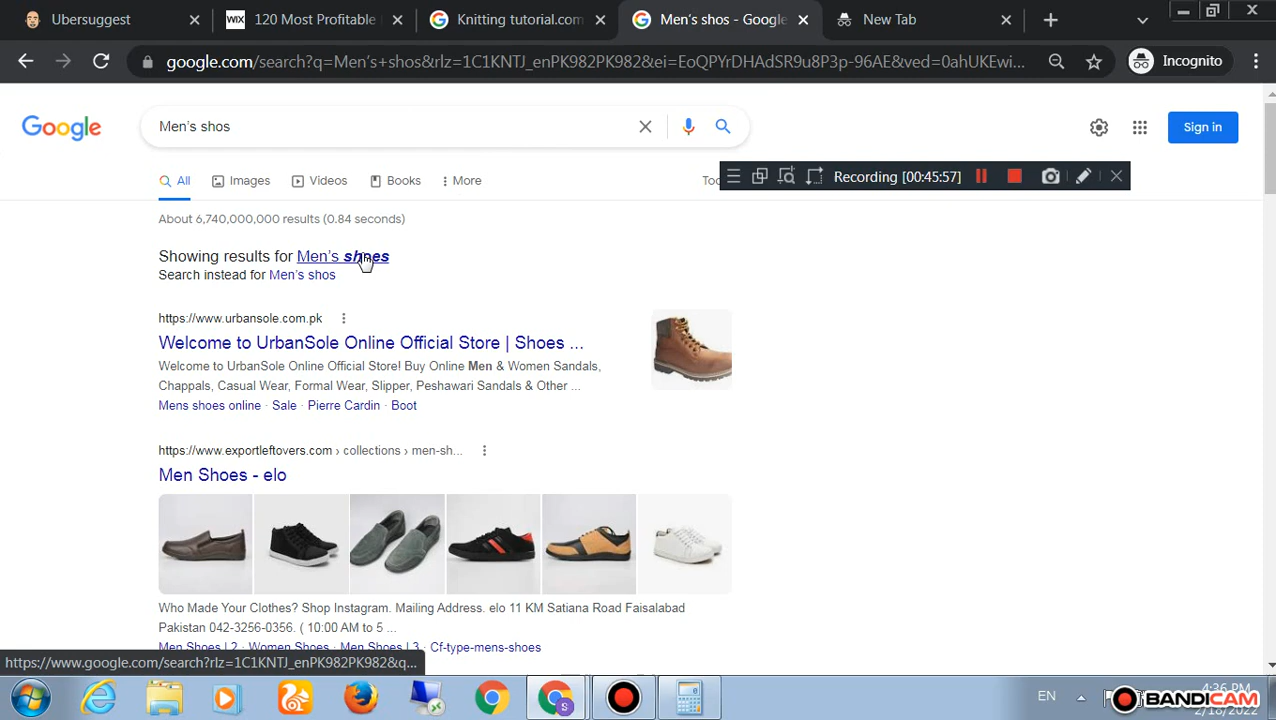 Ubersuggest
120 Most Profitable
Knitting tutorial.com
Men's shos - Google
New Tab
google.com/search?q=Men's+shos&rlz=1C1KNTJ_enPK982PK982&ei=EoQPYrDHAdSR9u8P3p-96AE&ved=0ahUKEwi...
Incognito
Google
Men's shos
Sign in
All
Images
Videos
Books
More
Recording [00:45:57]
About 6,740,000,000 results (0.84 seconds)
Showing results for Men's shoes
Search instead for Men's shos
https://www.urbansole.com.pk
Welcome to UrbanSole Online Official Store | Shoes ...
Welcome to UrbanSole Online Official Store! Buy Online Men & Women Sandals,
Chappals, Casual Wear, Formal Wear, Slipper, Peshawari Sandals & Other ...
Mens shoes online · Sale · Pierre Cardin · Boot
https://www.exportleftovers.com › collections › men-sh...
Men Shoes - elo
Who Made Your Clothes? Shop Instagram. Mailing Address. elo 11 KM Satiana Road Faisalabad
Pakistan 042-3256-0356. ( 10:00 AM to 5 ...
Men Shoes | 2 · Women Shoes · Men Shoes | 3 · Cf-type-mens-shoes
https://www.google.com/search?rlz=1C1KNTJ_enPK982PK982&q...
EN
4:36 PM
2/18/2022
BANDICAM